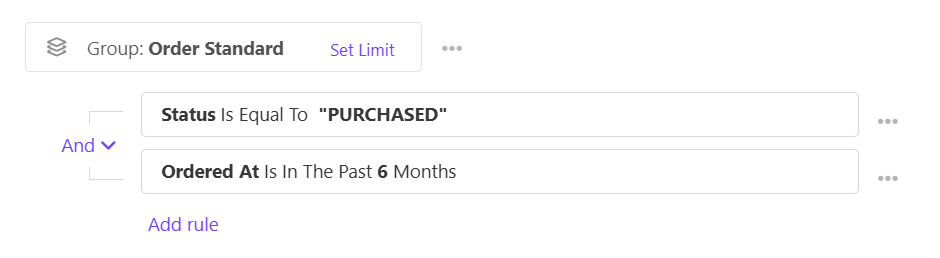 Group: Order Standard Set Limit
Status Is Equal To "PURCHASED"
And
Ordered At Is In The Past 6 Months
Add rule